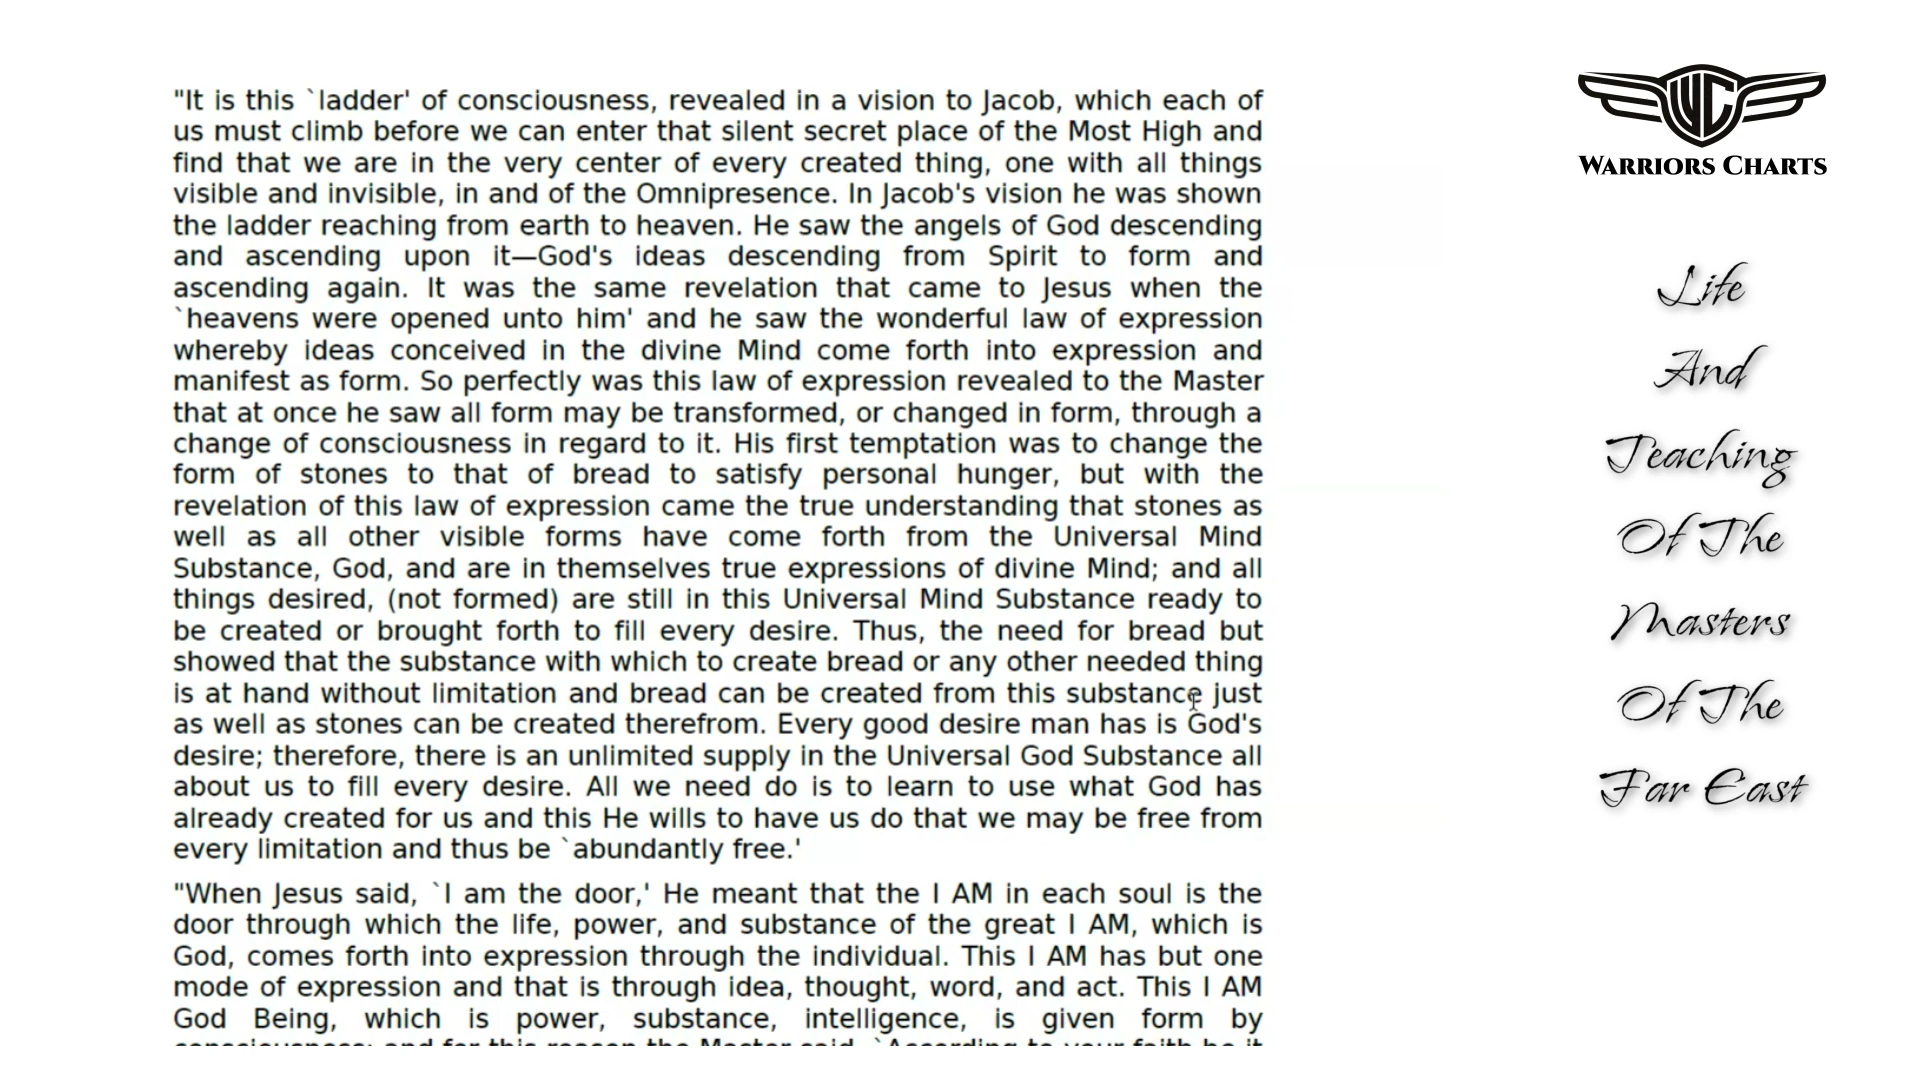 "It is this `ladder' of consciousness, revealed in a vision to Jacob, which each of
us must climb before we can enter that silent secret place of the Most High and
find that we are in the very center of every created thing, one with all things
visible and invisible, in and of the Omnipresence. In Jacob's vision he was shown
the ladder reaching from earth to heaven. He saw the angels of God descending
and ascending upon it—God's ideas descending from Spirit to form and
ascending again. It was the same revelation that came to Jesus when the
`heavens were opened unto him' and he saw the wonderful law of expression
whereby ideas conceived in the divine Mind come forth into expression and
manifest as form. So perfectly was this law of expression revealed to the Master
that at once he saw all form may be transformed, or changed in form, through a
change of consciousness in regard to it. His first temptation was to change the
form of stones to that of bread to satisfy personal hunger, but with the
revelation of this law of expression came the true understanding that stones as
well as all other visible forms have come forth from the Universal Mind
Substance, God, and are in themselves true expressions of divine Mind; and all
things desired, (not formed) are still in this Universal Mind Substance ready to
be created or brought forth to fill every desire. Thus, the need for bread but
showed that the substance with which to create bread or any other needed thing
is at hand without limitation and bread can be created from this substance just
as well as stones can be created therefrom. Every good desire man has is God's
desire; therefore, there is an unlimited supply in the Universal God Substance all
about us to fill every desire. All we need do is to learn to use what God has
already created for us and this He wills to have us do that we may be free from
every limitation and thus be `abundantly free.'
"When Jesus said, `I am the door,' He meant that the I AM in each soul is the
door through which the life, power, and substance of the great I AM, which is
God, comes forth into expression through the individual. This I AM has but one
mode of expression and that is through idea, thought, word, and act. This I AM
God Being, which is power, substance, intelligence, is given form by
consciousness; and for this reason the Master said, `According to your faith be it
WC
WARRIORS CHARTS
Life
And
Teaching
Of The
Masters
Of The
Far East